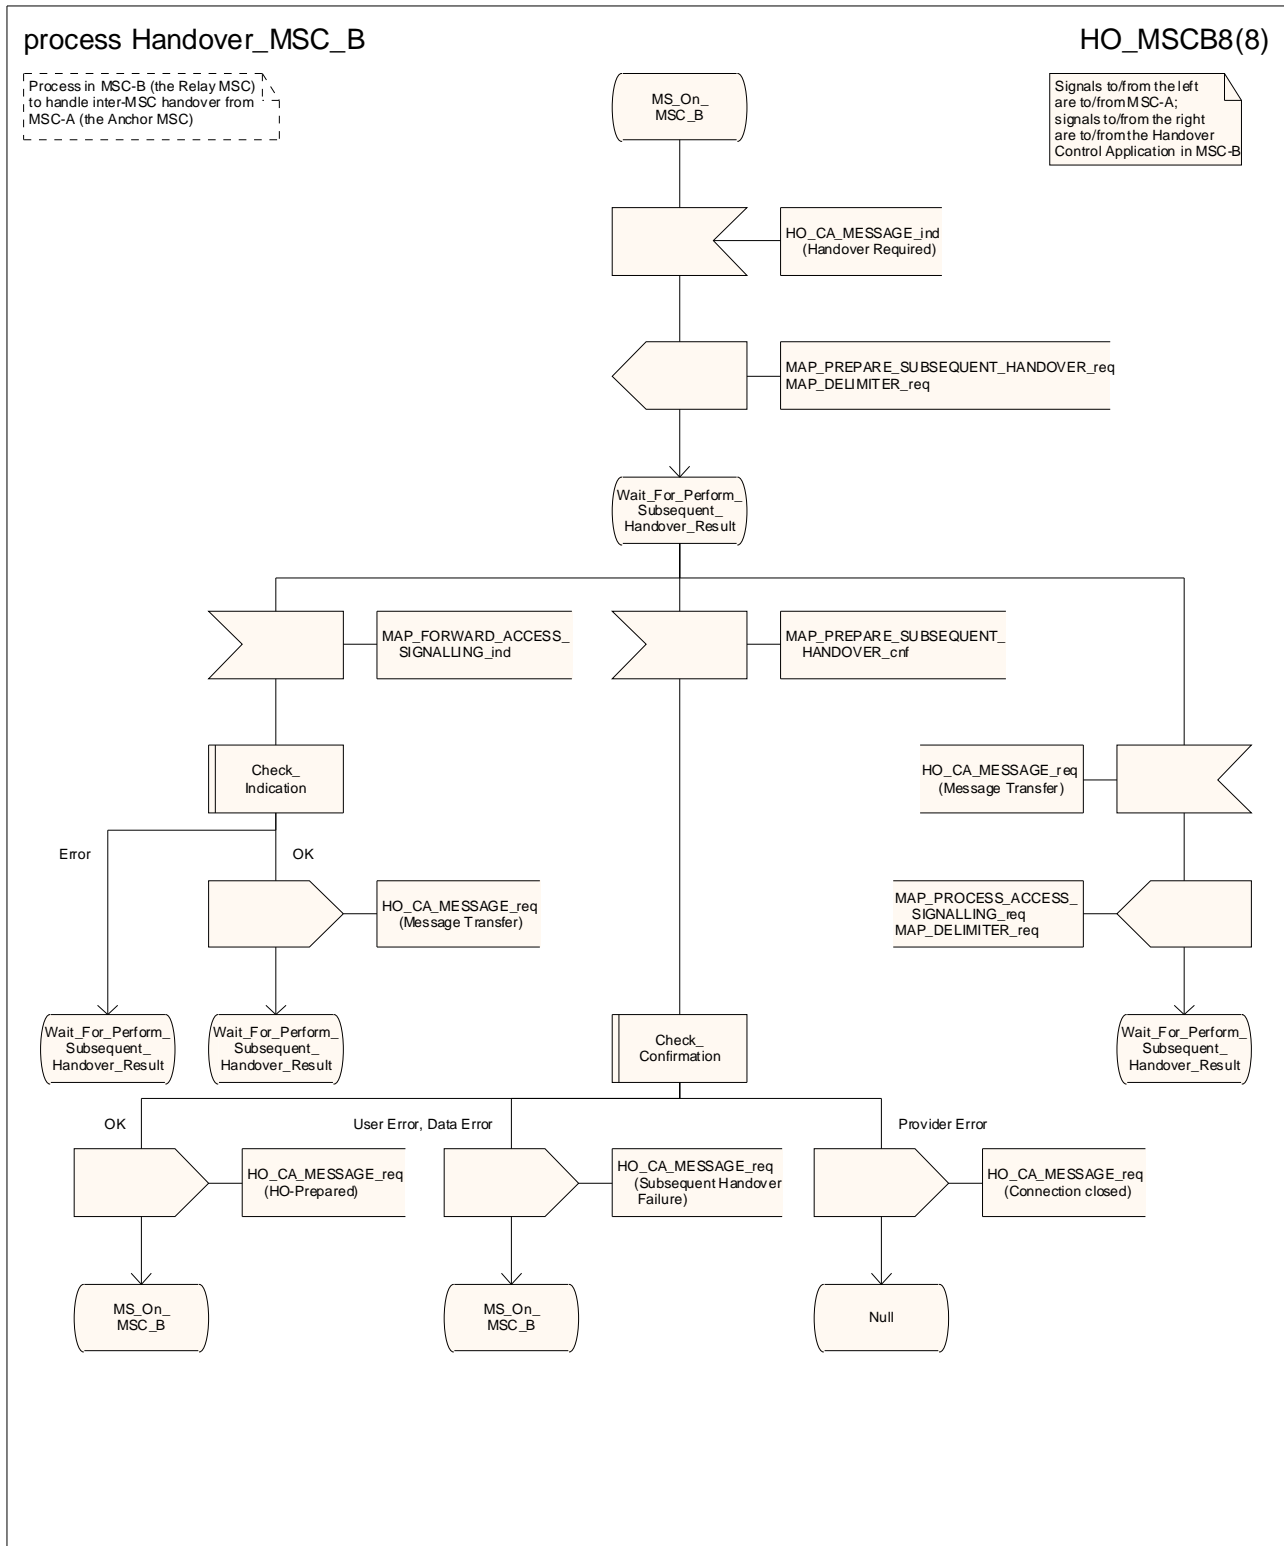 process Handover_MSC_B
HO_MSCB8(8)
Process in MSC-B (the Relay MSC)
to handle inter-MSC handover from
MSC-A (the Anchor MSC)
MS_On_
MSC_B
Signals to/from the left
are to/from MSC-A;
signals to/from the right
are to/from the Handover
Control Application in MSC-B
HO_CA_MESSAGE_ind
(Handover Required)
MAP_PREPARE_SUBSEQUENT_HANDOVER_req
MAP_DELIMITER_req
Wait_For_Perform_
Subsequent_
Handover_Result
MAP_FORWARD_ACCESS_
SIGNALLING_ind
MAP_PREPARE_SUBSEQUENT_
HANDOVER_cnf
Check_
Indication
HO_CA_MESSAGE_req
(Message Transfer)
Error
OK
HO_CA_MESSAGE_req
(Message Transfer)
MAP_PROCESS_ACCESS_
SIGNALLING_req
MAP_DELIMITER_req
Wait_For_Perform_
Subsequent_
Handover_Result
Wait_For_Perform_
Subsequent_
Handover_Result
Check_
Confirmation
Wait_For_Perform_
Subsequent_
Handover_Result
OK
User Error, Data Error
Provider Error
HO_CA_MESSAGE_req
(HO-Prepared)
HO_CA_MESSAGE_req
(Subsequent Handover
Failure)
HO_CA_MESSAGE_req
(Connection closed)
MS_On_
MSC_B
MS_On_
MSC_B
Null